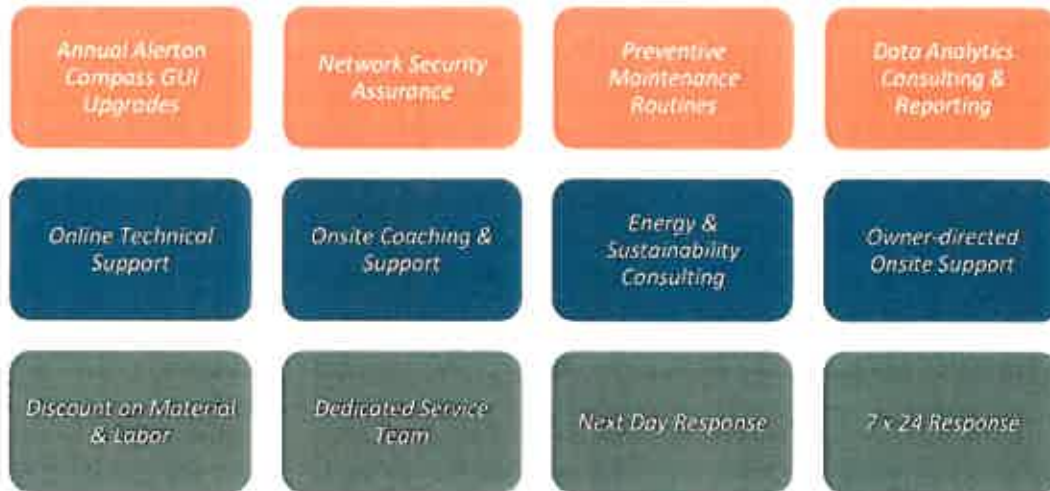 Annual Alerton
Compass GUI
Upgrades
Network Security
Assurance
Preventive
Maintenance
Routines
Data Analytics
Consulting &
Reporting
Online Technical
Support
Onsite Coaching &
Support
Energy &
Sustainability
Consulting
Owner-directed
Onsite Support
Discount on Material
& Labor
Dedicated Service
Team
Next Day Response
7 x 24 Response